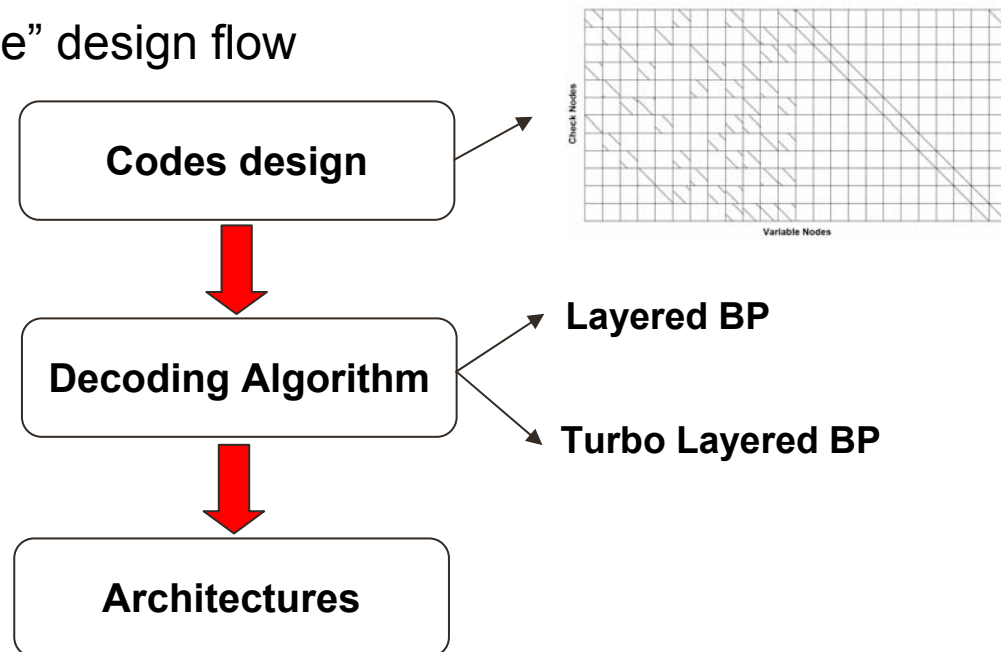 e” design flow
Codes design
Check Nodes
Variable Nodes
Decoding Algorithm
Layered BP
Turbo Layered BP
Architectures